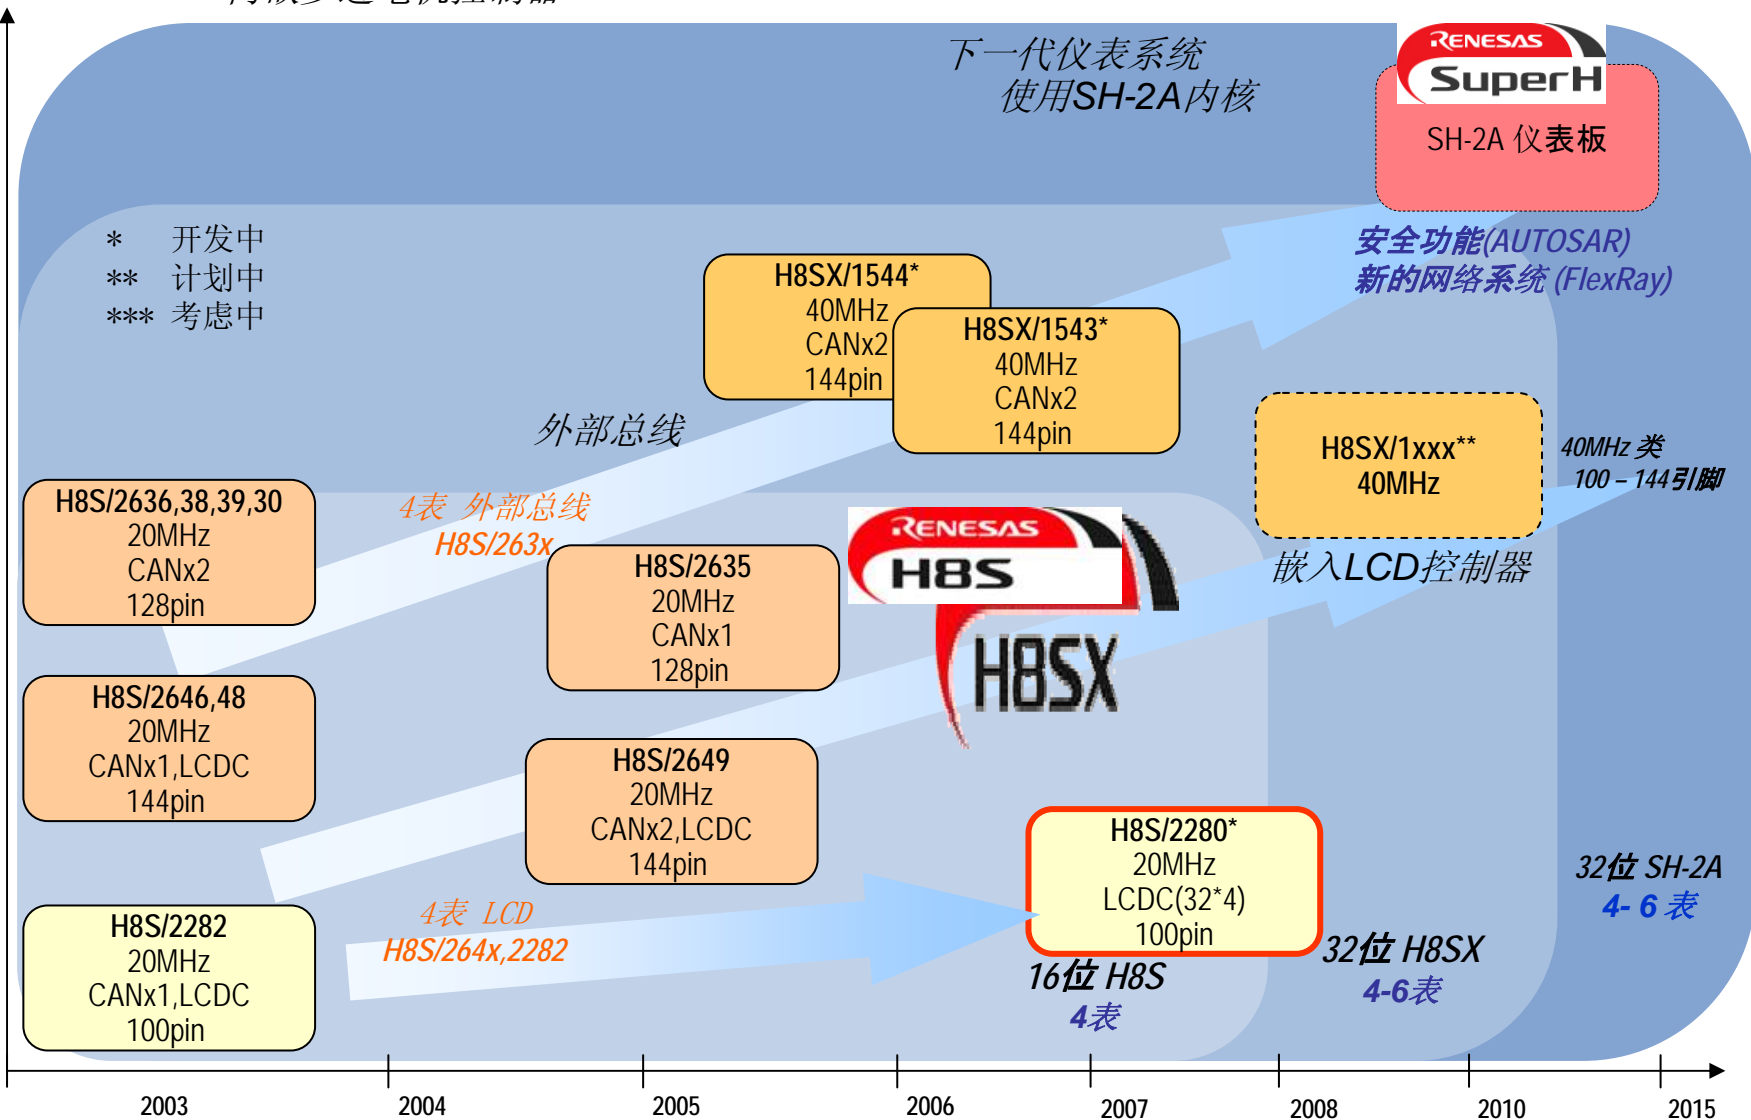 下一代仪表系统
使用SH-2A内核
RENESAS
SuperH
SH-2A 仪表板
* 开发中
** 计划中
*** 考虑中
安全功能(AUTOSAR)
新的网络系统 (FlexRay)
H8SX/1544*
40MHz
CANx2
144pin
H8SX/1543*
40MHz
CANx2
144pin
外部总线
H8SX/1xxx**
40MHz
40MHz 类
100 – 144引脚
嵌入LCD控制器
H8S/2636,38,39,30
20MHz
CANx2
128pin
4表 外部总线
H8S/263x
H8S/2635
20MHz
CANx1
128pin
RENESAS
H8S
H8SX
H8S/2646,48
20MHz
CANx1,LCDC
144pin
H8S/2649
20MHz
CANx2,LCDC
144pin
H8S/2280*
20MHz
LCDC(32*4)
100pin
H8S/2282
20MHz
CANx1,LCDC
100pin
4表 LCD
H8S/264x,2282
16位 H8S
4表
32位 H8SX
4-6表
32位 SH-2A
4- 6 表
2003
2004
2005
2006
2007
2008
2010
2015